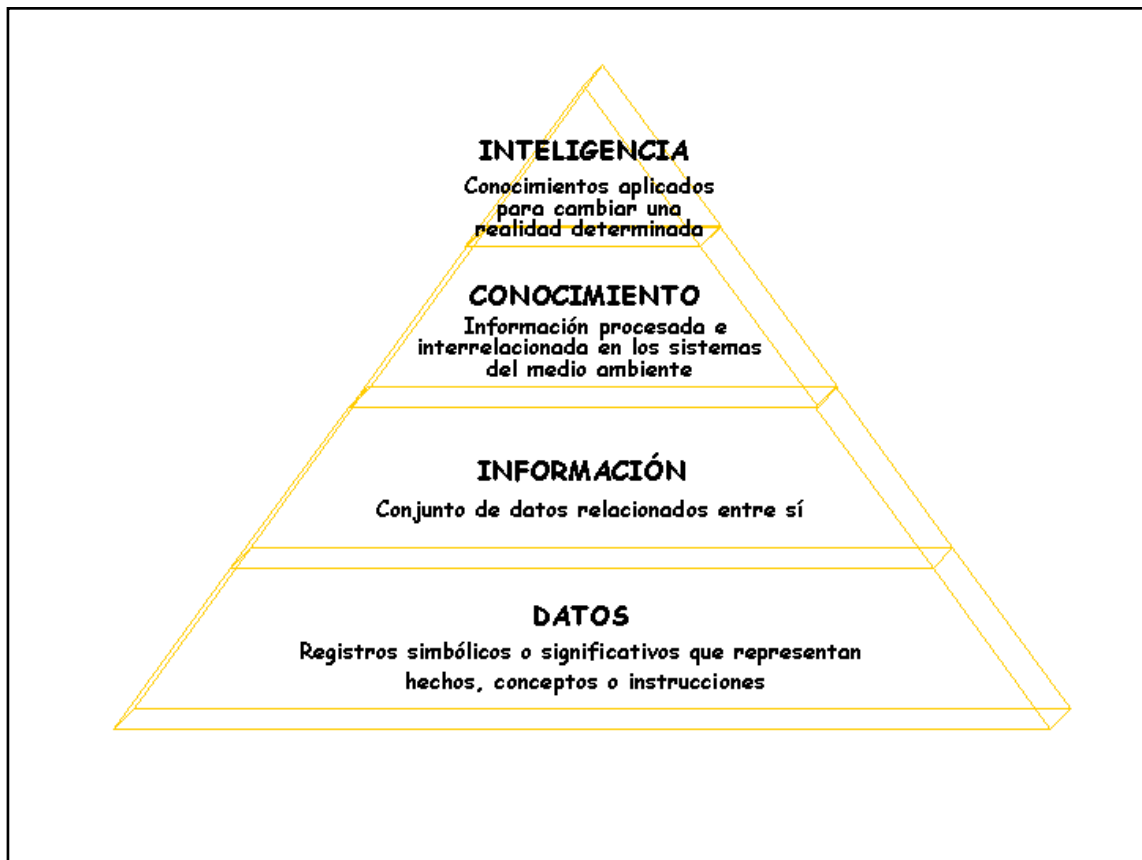 INTELIGENCIA
Conocimientos aplicados
para cambiar una
realidad determinada
CONOCIMIENTO
Información procesada e
interrelacionada en los sistemas
del medio ambiente
INFORMACIÓN
Conjunto de datos relacionados entre sí
DATOS
Registros simbólicos o significativos que representan
hechos, conceptos o instrucciones